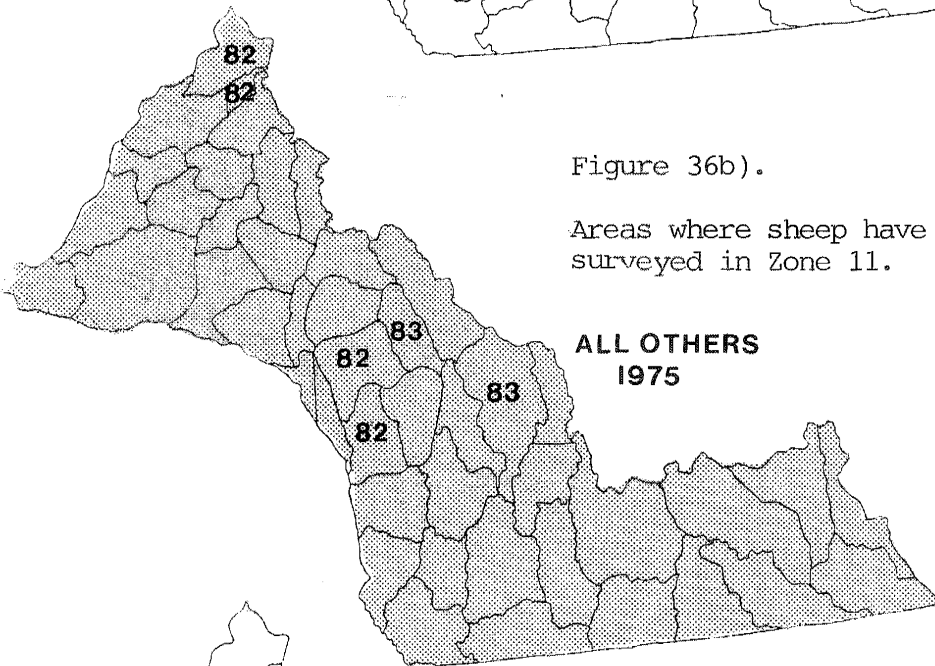 82
82
Figure 36b).
Areas where sheep have
surveyed in Zone 11.
ALL OTHERS
1975
83
82
83
82